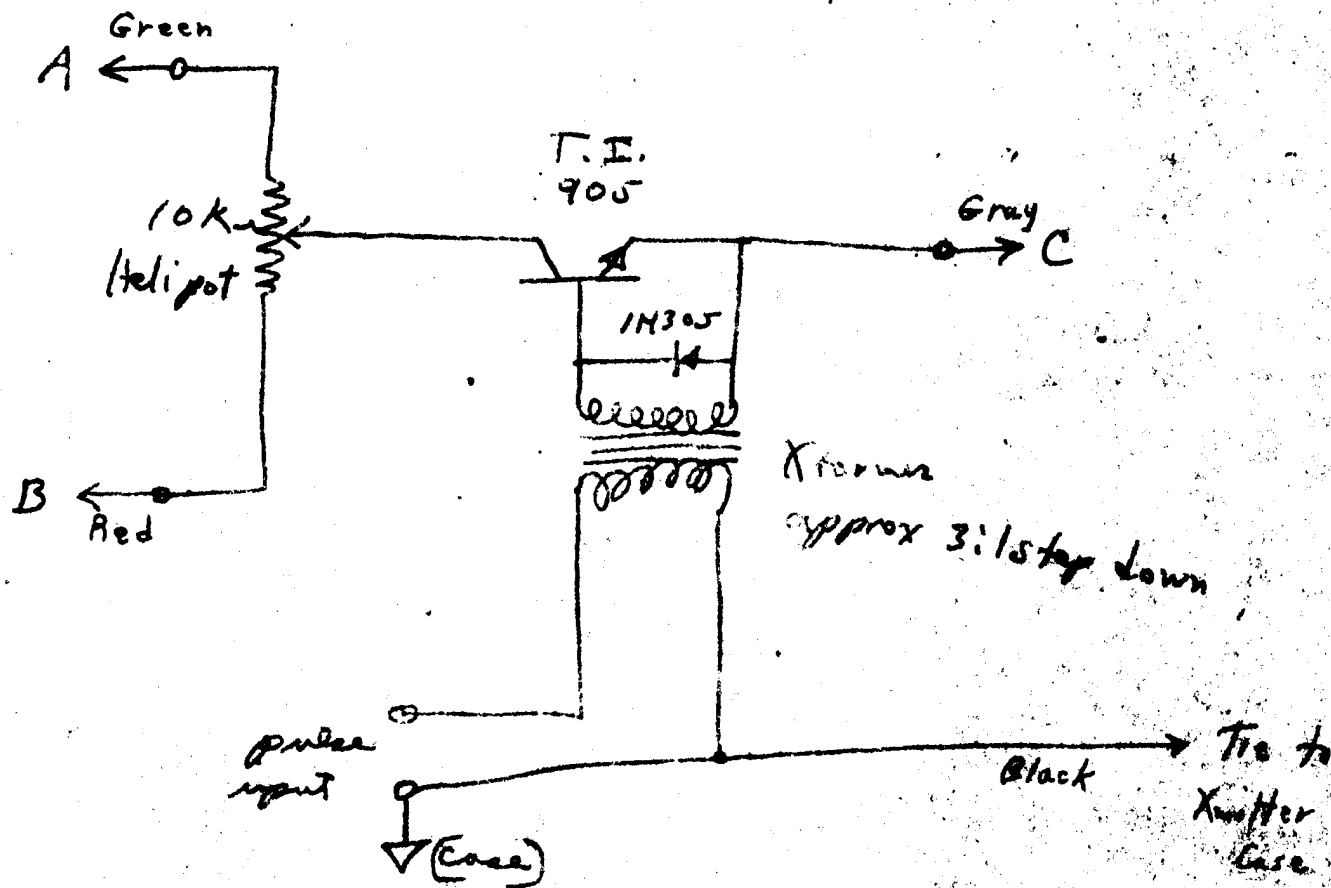 Green
A
T. I.
905
10K
Helipot
Gray
C
1N305
B
Red
Xformer
approx 3:1 step down
pulse
input
(Case)
Black
Tie to
Xmitter
Case